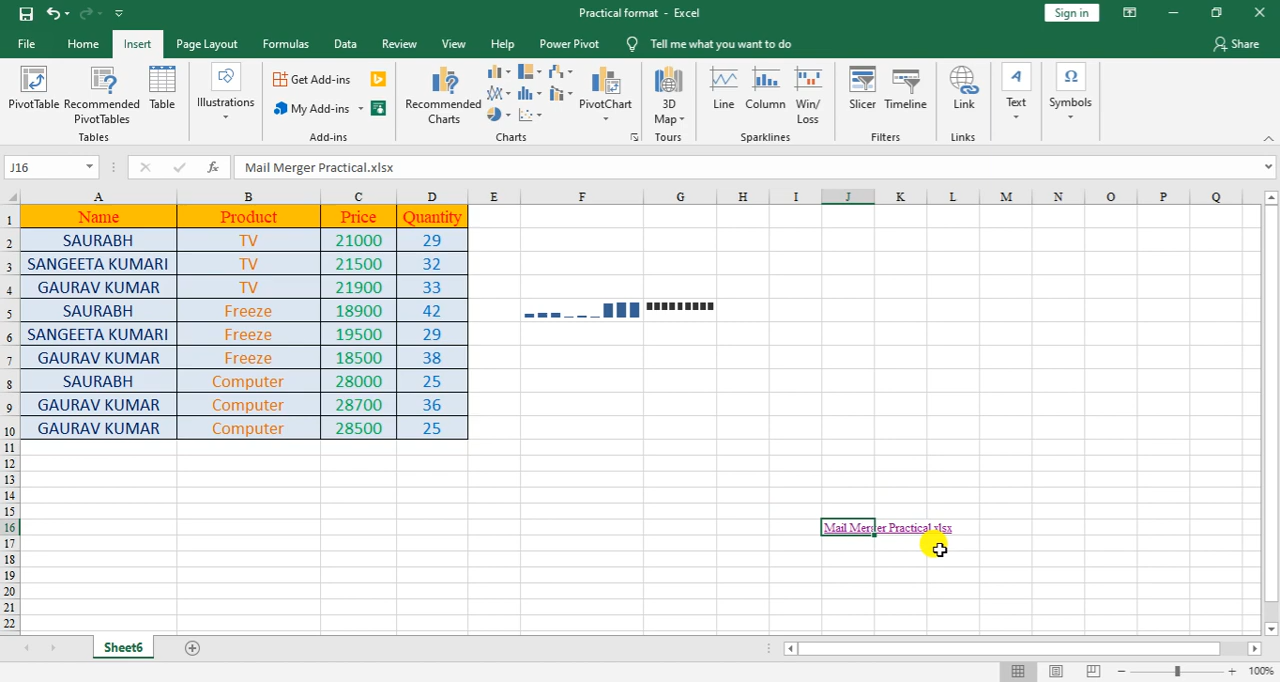 Practical format - Excel
Sign in
File Home Insert Page Layout Formulas Data Review View Help Power Pivot Tell me what you want to do Share
PivotTable Recommended PivotTables Table
Tables
Illustrations
Get Add-ins
My Add-ins
Add-ins
Recommended Charts
PivotChart
Charts
3D Map
Tours
Line Column Win/ Loss
Sparklines
Slicer Timeline
Filters
Link
Links
Text
Symbols
J16 fx Mail Merger Practical.xlsx
A B C D E F G H I J K L M N O P Q
1 Name Product Price Quantity
2 SAURABH TV 21000 29
3 SANGEETA KUMARI TV 21500 32
4 GAURAV KUMAR TV 21900 33
5 SAURABH Freeze 18900 42
6 SANGEETA KUMARI Freeze 19500 29
7 GAURAV KUMAR Freeze 18500 38
8 SAURABH Computer 28000 25
9 GAURAV KUMAR Computer 28700 36
10 GAURAV KUMAR Computer 28500 25
11
12
13
14
15
16 Mail Merger Practical.xlsx
17
18
19
20
21
22
Sheet6
100%